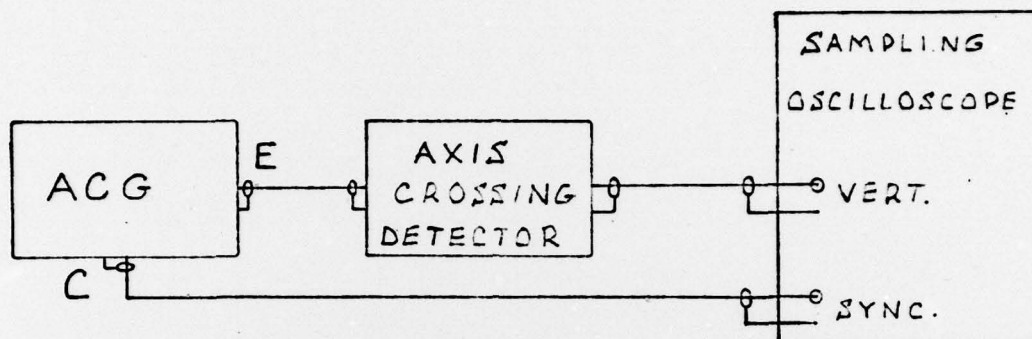 SAMPLING
OSCILLOSCOPE
ACG
E
AXIS
CROSSING
DETECTOR
VERT.
C
SYNC.